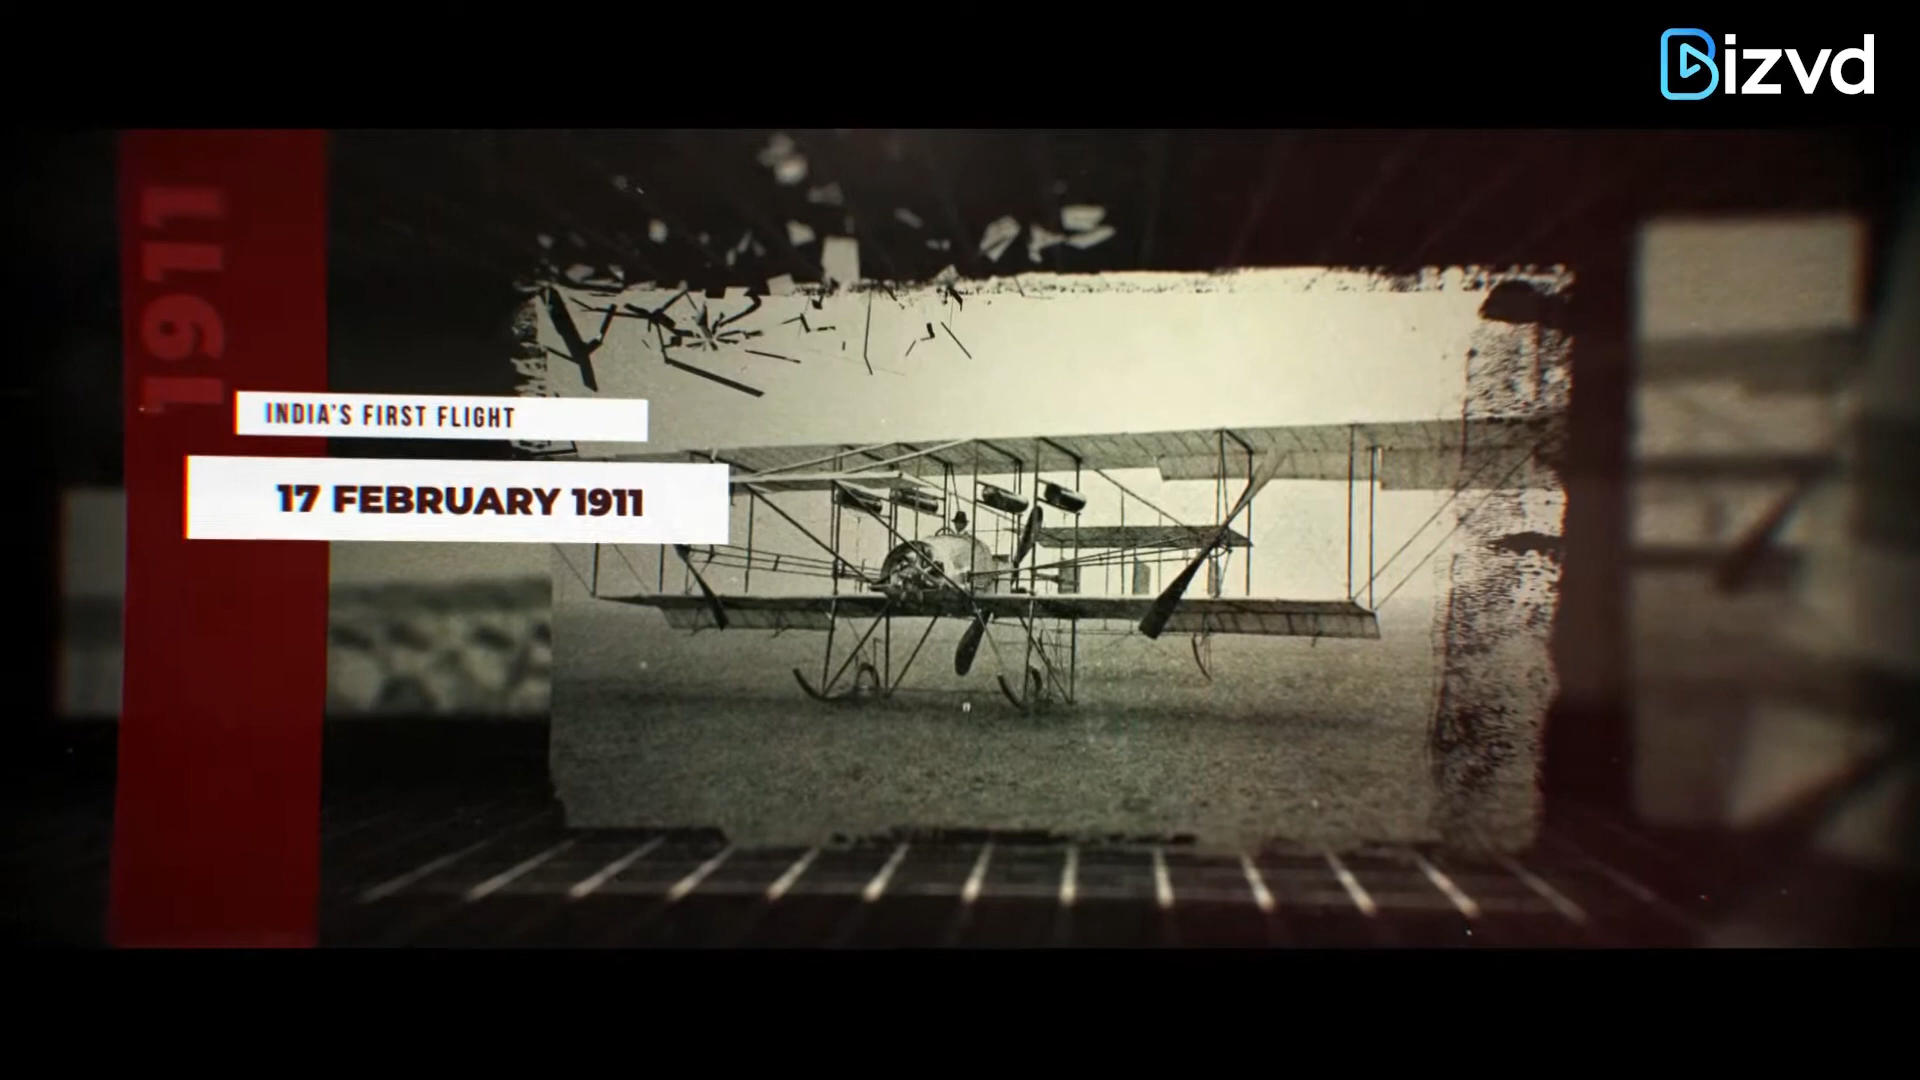 Bizvd
1911
INDIA'S FIRST FLIGHT
17 FEBRUARY 1911